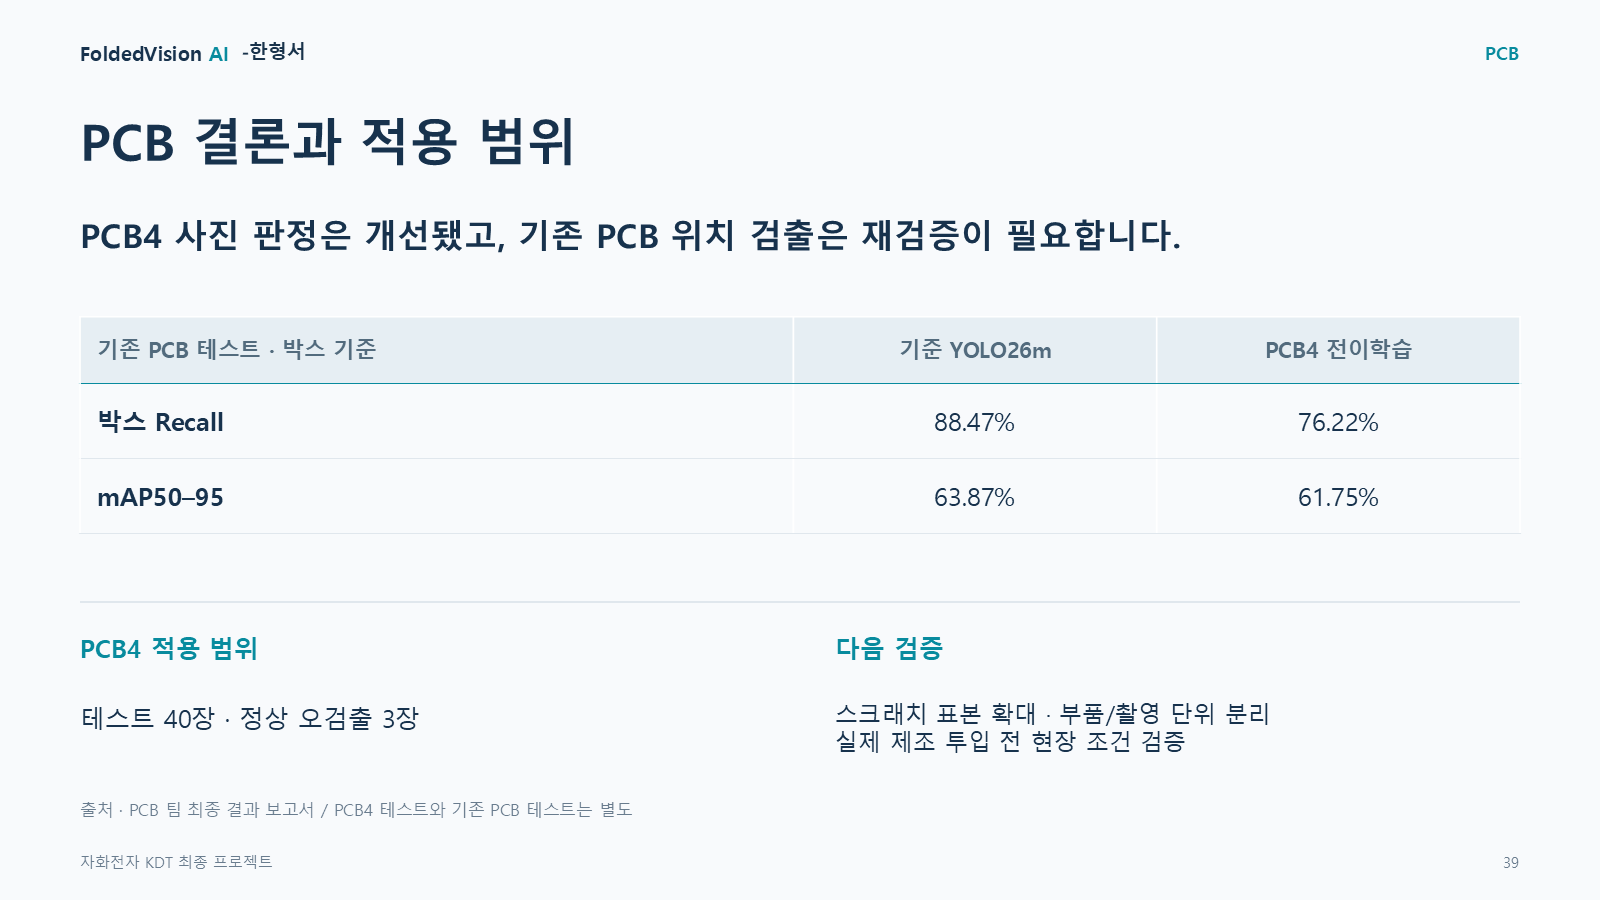 FoldedVision AI -한형서
PCB
PCB 결론과 적용 범위
PCB4 사진 판정은 개선됐고, 기존 PCB 위치 검출은 재검증이 필요합니다.
기존 PCB 테스트 · 박스 기준 기준 YOLO26m PCB4 전이학습
박스 Recall 88.47% 76.22%
mAP50–95 63.87% 61.75%
PCB4 적용 범위
테스트 40장 · 정상 오검출 3장
다음 검증
스크래치 표본 확대 · 부품/촬영 단위 분리
실제 제조 투입 전 현장 조건 검증
출처 · PCB 팀 최종 결과 보고서 / PCB4 테스트와 기존 PCB 테스트는 별도
자화전자 KDT 최종 프로젝트
39